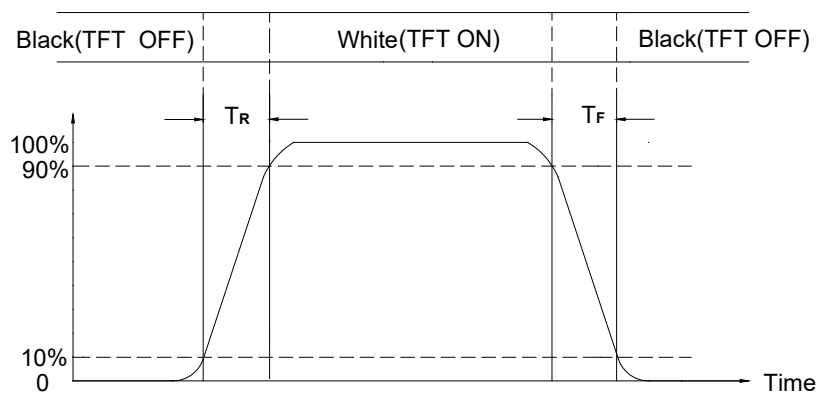 Black(TFT OFF) White(TFT ON) Black(TFT OFF)
TR TF
100%
90%
10%
0
Time